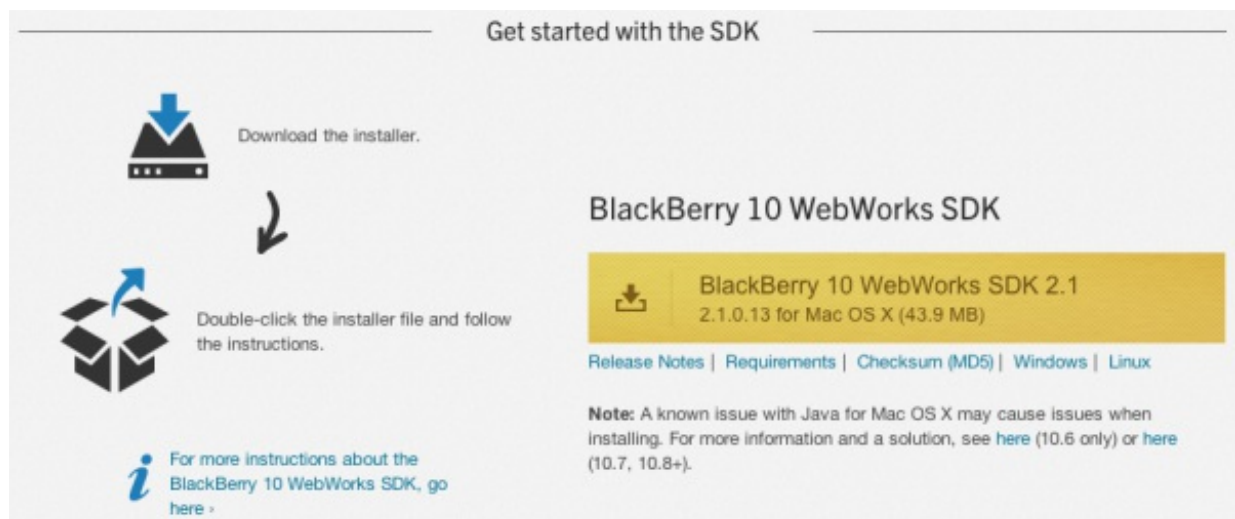 Get started with the SDK
Download the installer.
Double-click the installer file and follow
the instructions.
For more instructions about the
BlackBerry 10 WebWorks SDK, go
here ›
BlackBerry 10 WebWorks SDK
BlackBerry 10 WebWorks SDK 2.1
2.1.0.13 for Mac OS X (43.9 MB)
Release Notes | Requirements | Checksum (MD5) | Windows | Linux
Note: A known issue with Java for Mac OS X may cause issues when
installing. For more information and a solution, see here (10.6 only) or here
(10.7, 10.8+).